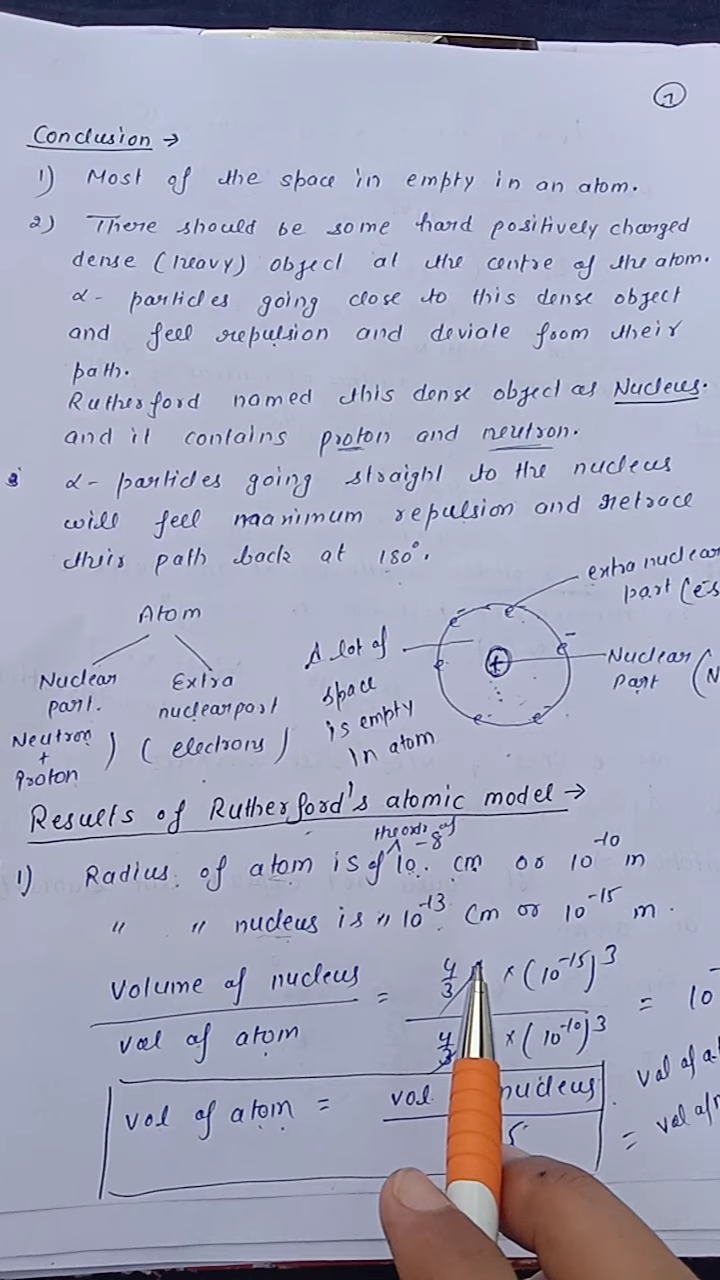 7
Conclusion →
1) Most of the space in empty in an atom.
2) There should be some hard positively charged
dense (heavy) object at the centre of the atom.
α- particles going close to this dense object
and feel repulsion and deviate from their
path.
Rutherford named this dense object as Nucleus.
and it contains proton and neutron.
3 α- particles going straight to the nucleus
will feel maximum repulsion and retrace
their path back at 180°.
Atom
Nuclear part.
Extra nuclear part
Neutron + Proton )
( electrons )
A lot of space is empty in atom
extra nuclear part (e-s
e- e- e- e- e- e
+
Nuclear part (N
Results of Rutherford's atomic model →
1) Radius of atom is of the order of 10^-8 cm or 10^-10 m
" " nucleus is " 10^-13 cm or 10^-15 m.
Volume of nucleus / vol of atom = 4/3 × (10^-15)^3 / 4/3 × (10^-10)^3 = 10^-
vol of atom = vol nucleus / 5